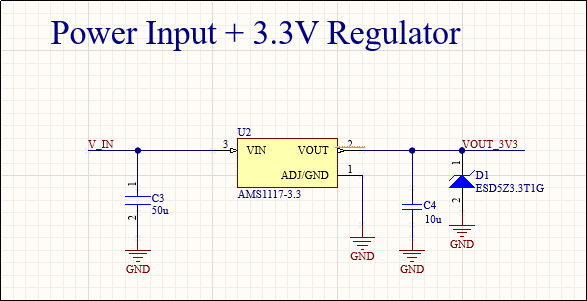 Power Input + 3.3V Regulator
U2
V_IN 3 VIN VOUT 2 VOUT_3V3
ADJ/GND 1
AMS1117-3.3
1 C3 50u 2
C4 10u
1 D1 ESD5Z3.3T1G 2
GND GND GND GND